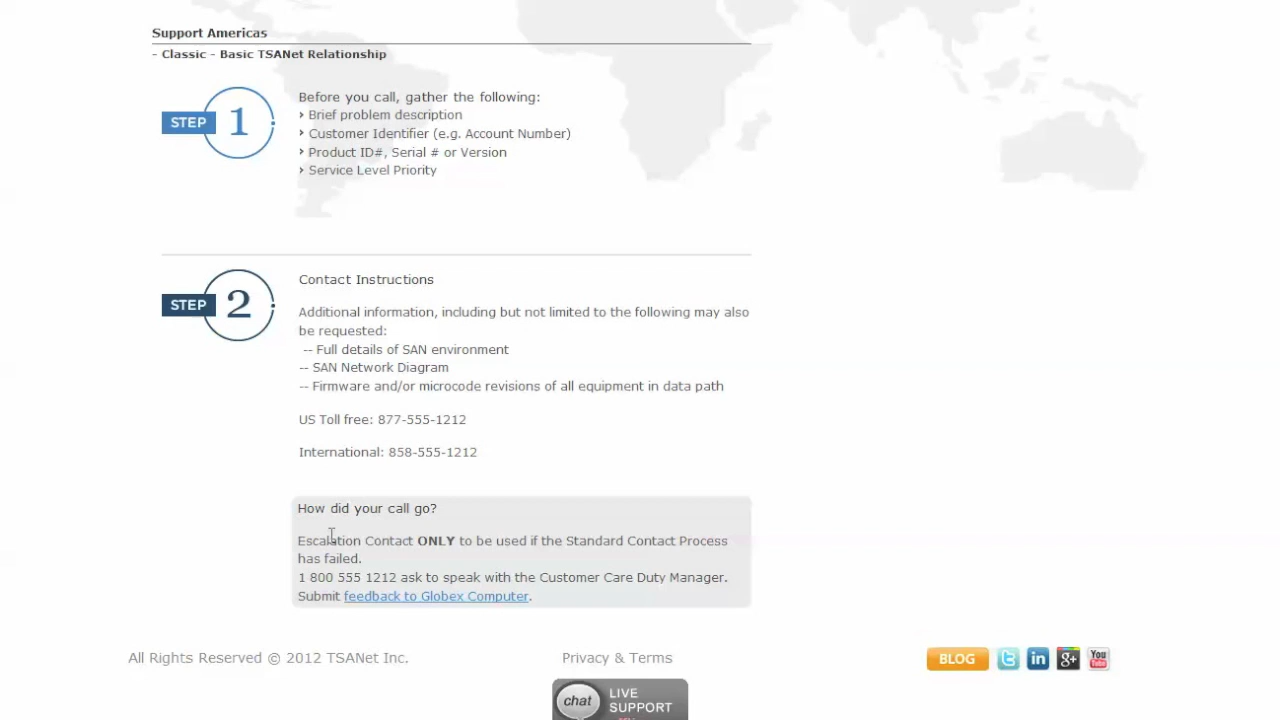 Support Americas
- Classic - Basic TSANet Relationship
STEP 1
Before you call, gather the following:
› Brief problem description
› Customer Identifier (e.g. Account Number)
› Product ID#, Serial # or Version
› Service Level Priority
STEP 2
Contact Instructions
Additional information, including but not limited to the following may also
be requested:
-- Full details of SAN environment
-- SAN Network Diagram
-- Firmware and/or microcode revisions of all equipment in data path
US Toll free: 877-555-1212
International: 858-555-1212
How did your call go?
Escalation Contact ONLY to be used if the Standard Contact Process
has failed.
1 800 555 1212 ask to speak with the Customer Care Duty Manager.
Submit feedback to Globex Computer.
All Rights Reserved © 2012 TSANet Inc.
Privacy & Terms
BLOG
t
in
g+
You
chat
LIVE
SUPPORT